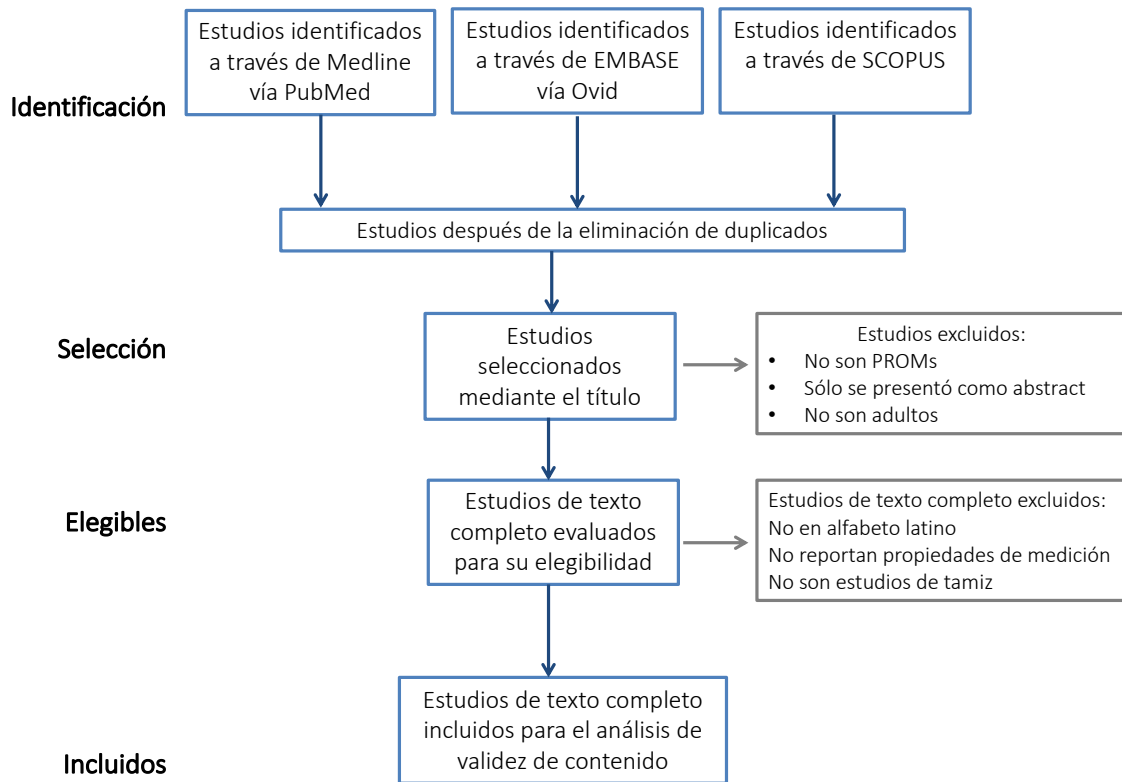 Estudios identificados
a través de Medline
vía PubMed
Estudios identificados
a través de EMBASE
vía Ovid
Estudios identificados
a través de SCOPUS
Identificación
Estudios después de la eliminación de duplicados
Selección
Estudios
seleccionados
mediante el título
Estudios excluidos:
• No son PROMs
• Sólo se presentó como abstract
• No son adultos
Elegibles
Estudios de texto
completo evaluados
para su elegibilidad
Estudios de texto completo excluidos:
No en alfabeto latino
No reportan propiedades de medición
No son estudios de tamiz
Incluidos
Estudios de texto completo
incluidos para el análisis de
validez de contenido